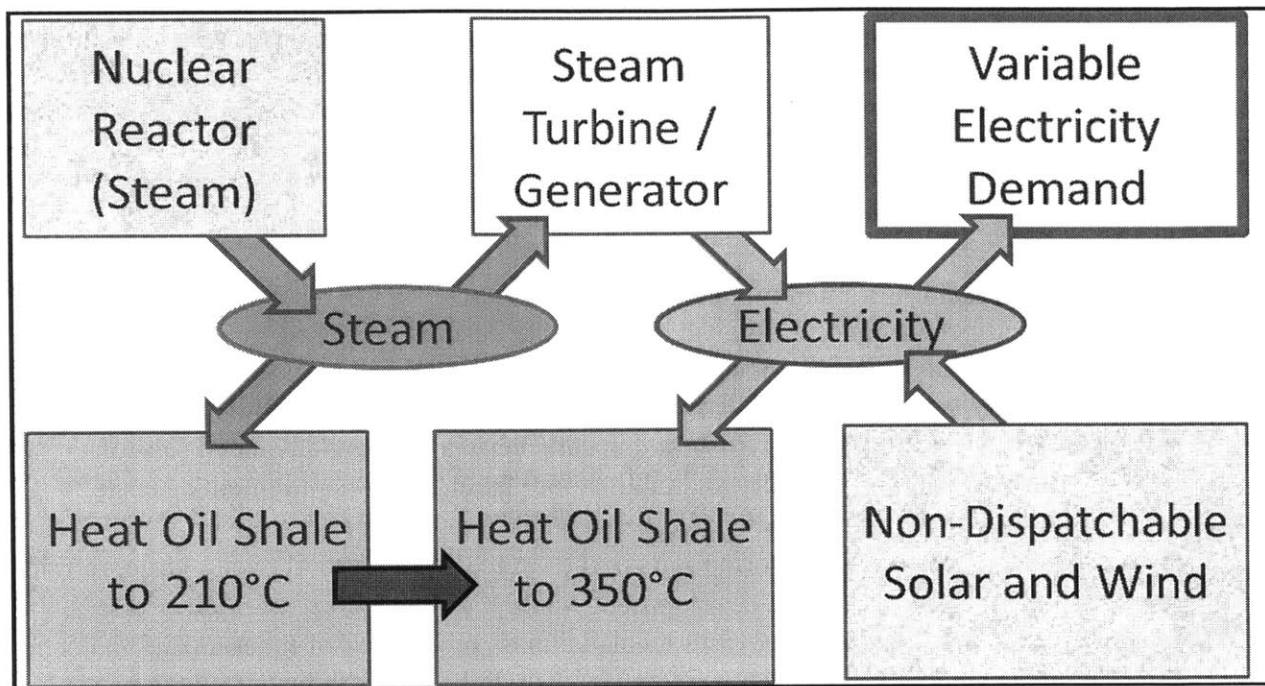 Nuclear
Reactor
(Steam)
Steam
Turbine /
Generator
Variable
Electricity
Demand
Steam
Electricity
Heat Oil Shale
to 210°C
Heat Oil Shale
to 350°C
Non-Dispatchable
Solar and Wind